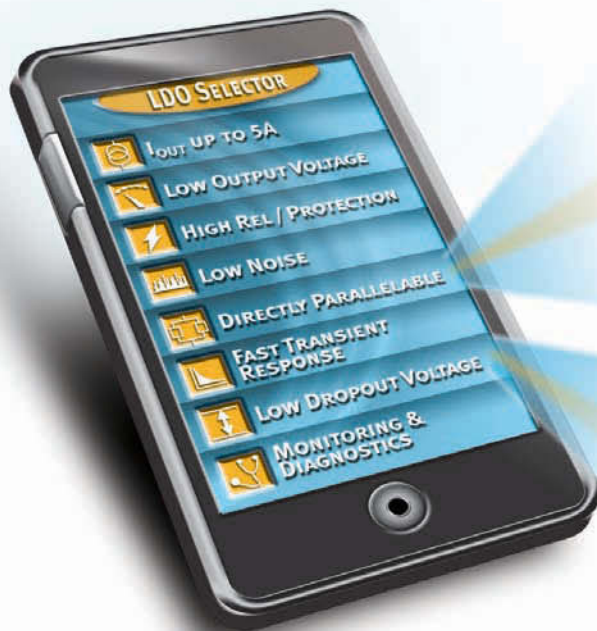 LDO SELECTOR
IOUT UP TO 5A
LOW OUTPUT VOLTAGE
HIGH REL / PROTECTION
LOW NOISE
DIRECTLY PARALLELABLE
FAST TRANSIENT
RESPONSE
LOW DROPOUT VOLTAGE
MONITORING &
DIAGNOSTICS